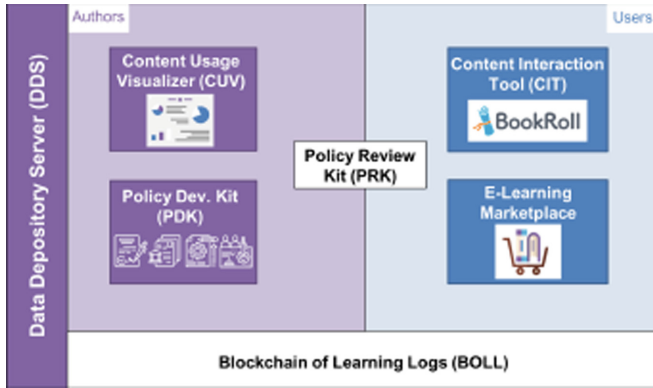 Authors
Users
Data Depository Server (DDS)
Content Usage
Visualizer (CUV)
Content Interaction
Tool (CIT)
BookRoll
Policy Review
Kit (PRK)
Policy Dev. Kit
(PDK)
E-Learning
Marketplace
Blockchain of Learning Logs (BOLL)